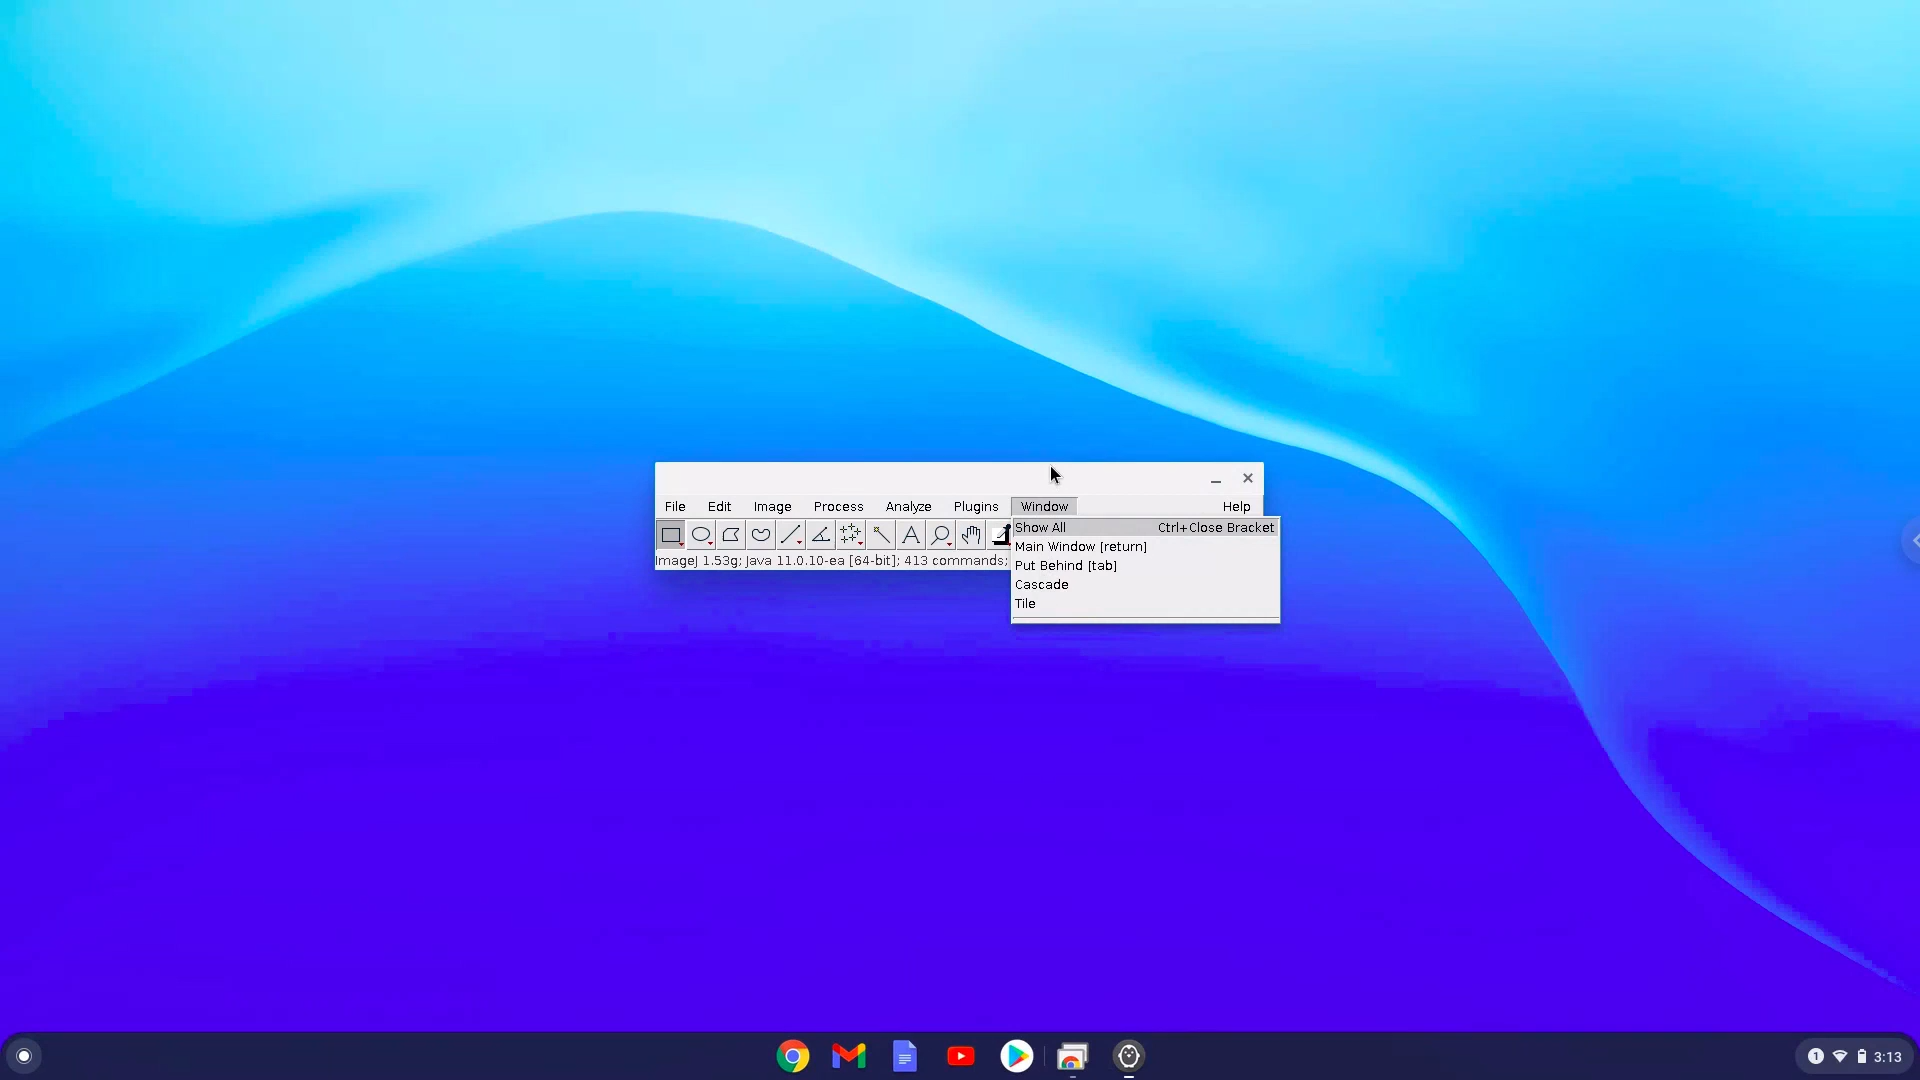 File Edit Image Process Analyze Plugins Window Help
ImageJ 1.53g; Java 11.0.10-ea [64-bit]; 413 commands;
Show All Ctrl+Close Bracket
Main Window [return]
Put Behind [tab]
Cascade
Tile
1 3:13